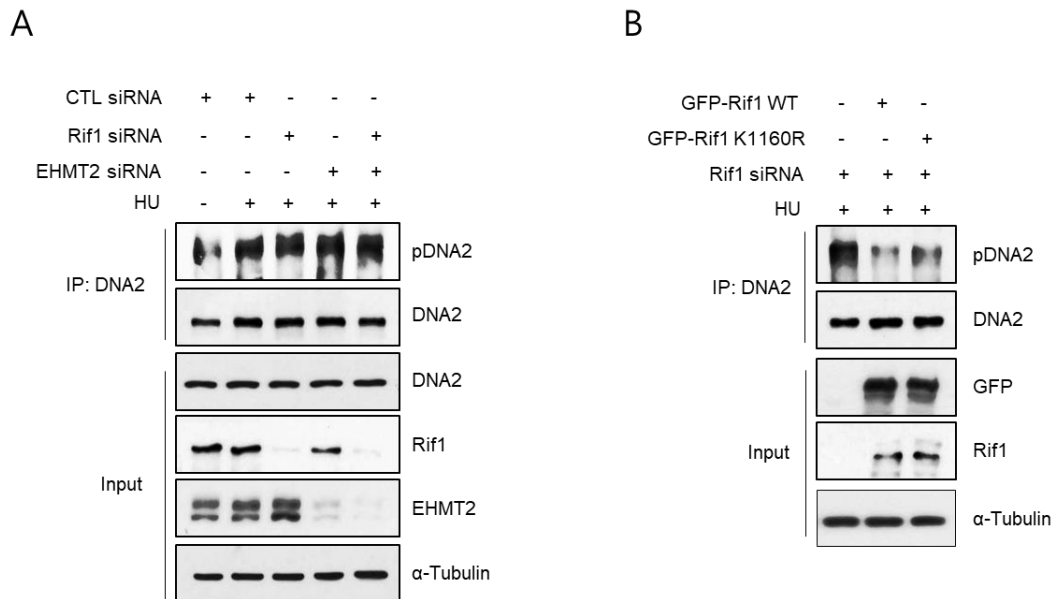 A
CTL siRNA + + - - -
Rif1 siRNA - - + - +
EHMT2 siRNA - - - + +
HU - + + + +
IP: DNA2
pDNA2
DNA2
Input
DNA2
Rif1
EHMT2
α-Tubulin
B
GFP-Rif1 WT - + -
GFP-Rif1 K1160R - - +
Rif1 siRNA + + +
HU + + +
IP: DNA2
pDNA2
DNA2
Input
GFP
Rif1
α-Tubulin